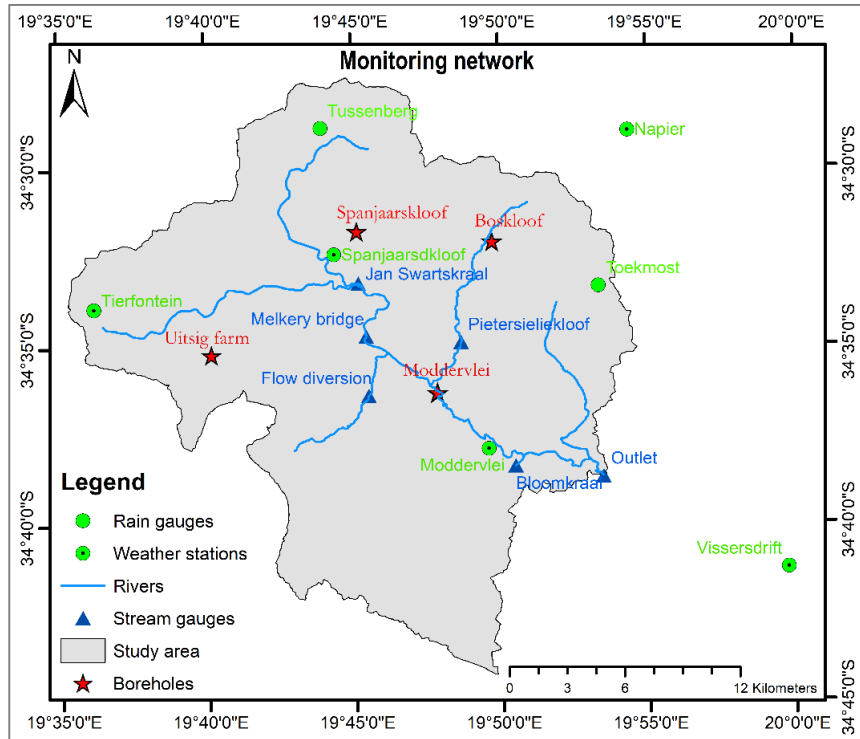 19°35'0"E 19°40'0"E 19°45'0"E 19°50'0"E 19°55'0"E 20°0'0"E
Monitoring network
N
Tussenberg
Napier
34°30'0"S 34°30'0"S
Spanjaarskloof
Boskloof
Spanjaarsdkloof
Toekmost
Jan Swartskraal
Tierfontein
Melkery bridge
Pietersieliekloof
Uitsig farm
34°35'0"S 34°35'0"S
Moddervlei
Flow diversion
Moddervlei
Outlet
Bloomkraal
Legend
Rain gauges
Weather stations
Rivers
Stream gauges
Study area
Boreholes
34°40'0"S 34°40'0"S
Vissersdrift
0 3 6 12 Kilometers
34°45'0"S
19°35'0"E 19°40'0"E 19°45'0"E 19°50'0"E 19°55'0"E 20°0'0"E